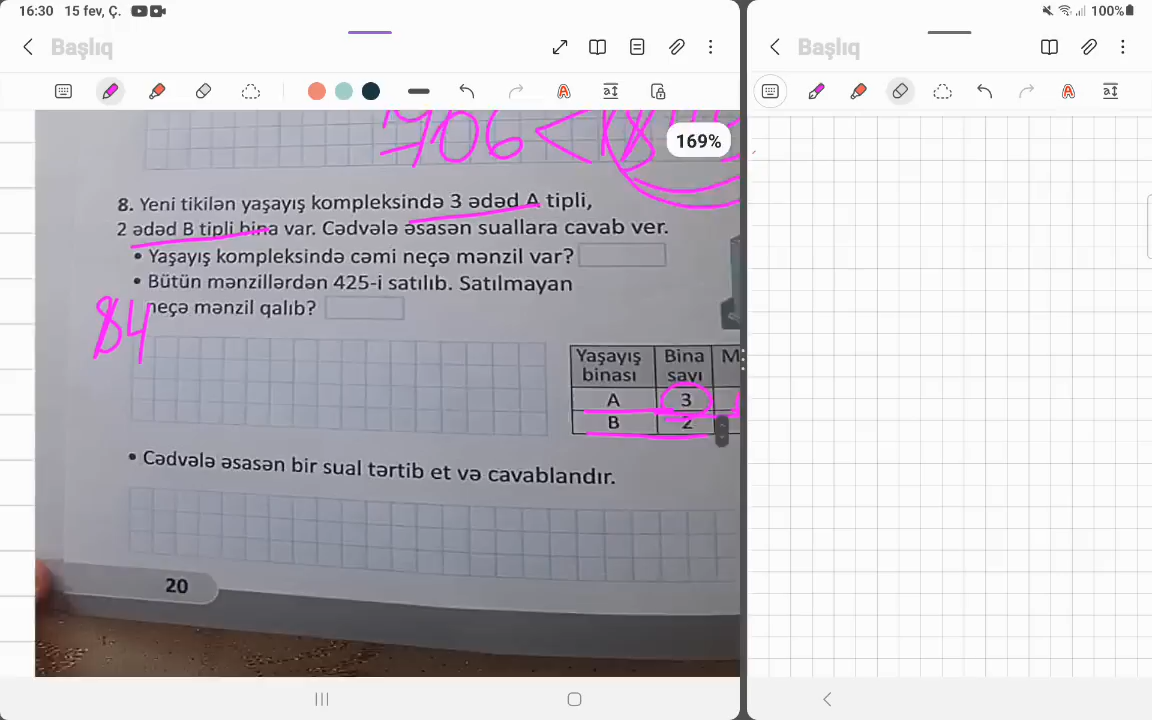 16:30 15 fev, Ç. 100%
Başlıq
Başlıq
706<
169%
8. Yeni tikilən yaşayış kompleksində 3 ədəd A tipli,
2 ədəd B tipli bina var. Cədvələ əsasən suallara cavab ver.
• Yaşayış kompleksində cəmi neçə mənzil var?
• Bütün mənzillərdən 425-i satılıb. Satılmayan
neçə mənzil qalıb?
84
Yaşayış binası Bina sayı M
A 3
B 2
• Cədvələ əsasən bir sual tərtib et və cavablandır.
20